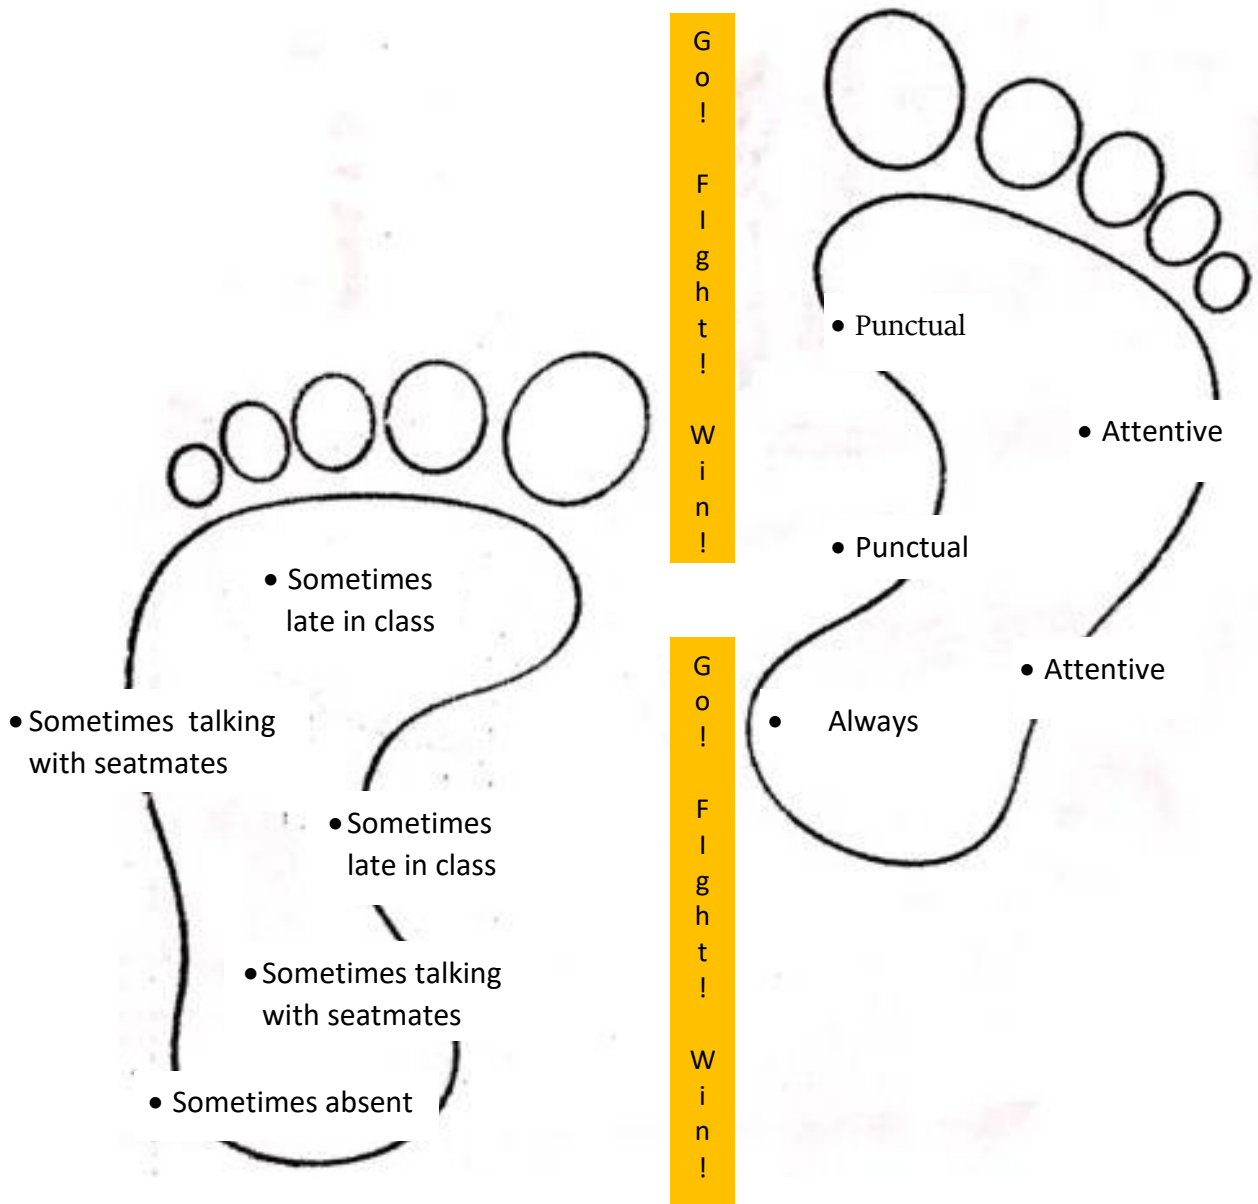 • Sometimes
late in class
• Sometimes talking
with seatmates
• Sometimes
late in class
• Sometimes talking
with seatmates
• Sometimes absent
Go! FIght! Win!
Go! FIght! Win!
• Punctual
• Attentive
• Punctual
• Attentive
• Always